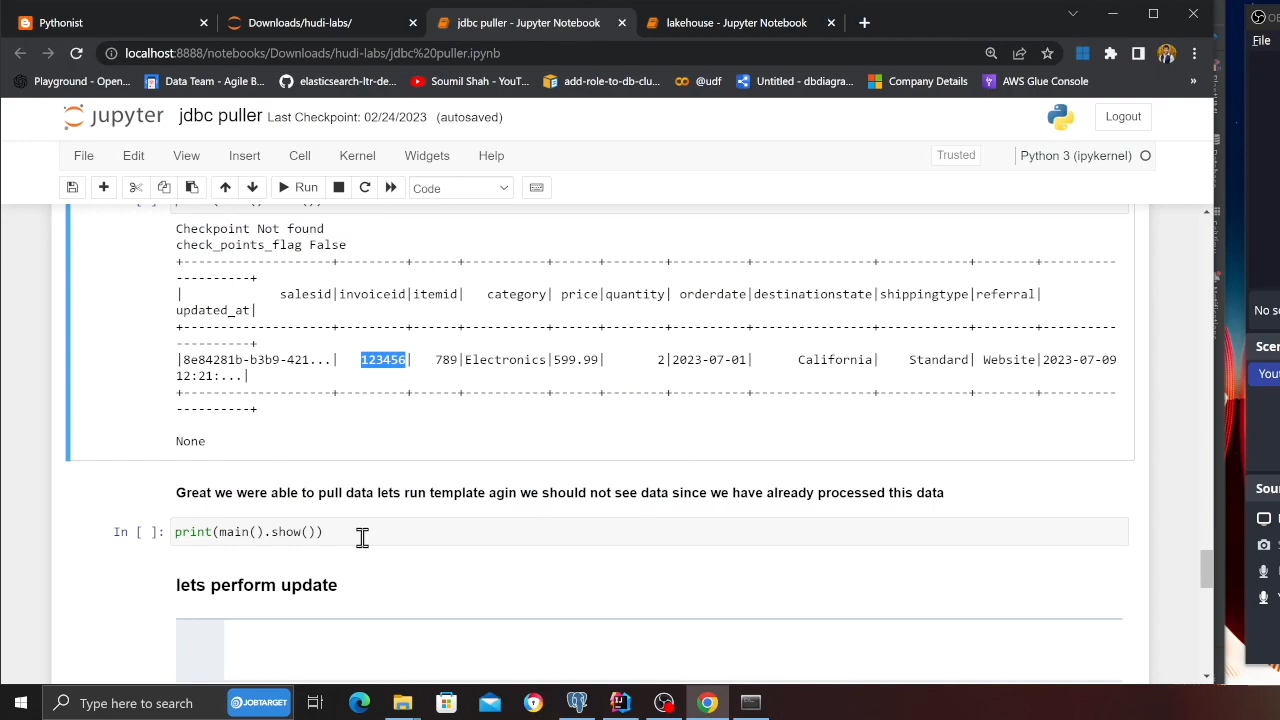 Pythonist
Downloads/hudi-labs/
jdbc puller - Jupyter Notebook
lakehouse - Jupyter Notebook
localhost:8888/notebooks/Downloads/hudi-labs/jdbc%20puller.ipynb
File
Playground - Open...
Data Team - Agile B...
elasticsearch-ltr-de...
Soumil Shah - YouT...
add-role-to-db-clu...
@udf
Untitled - dbdiagra...
Company Details
AWS Glue Console
»
jupyter jdbc puller Last Checkpoint: 02/24/2023 (autosaved)
Logout
File Edit View Insert Cell Kernel Widgets Help
Trusted
Python 3 (ipykernel)
Run
Code
Checkpoint Not found
check_points_flag False
+--------------------+---------+------+-----------+------+--------+----------+----------------+------------+--------+----------
----------+
|             salesid|invoiceid|itemid|   category| price|quantity| orderdate|destinationstate|shippingtype|referral|
updated_at|
+--------------------+---------+------+-----------+------+--------+----------+----------------+------------+--------+----------
----------+
|8e84281b-b3b9-421...|   123456|   789|Electronics|599.99|       2|2023-07-01|      California|    Standard| Website|2023-07-09
12:21:...|
+--------------------+---------+------+-----------+------+--------+----------+----------------+------------+--------+----------
----------+
None
Great we were able to pull data lets run template agin we should not see data since we have already processed this data
In [ ]: print(main().show())
lets perform update
No so
Scen
Yout
Sour
Type here to search
JOBTARGET